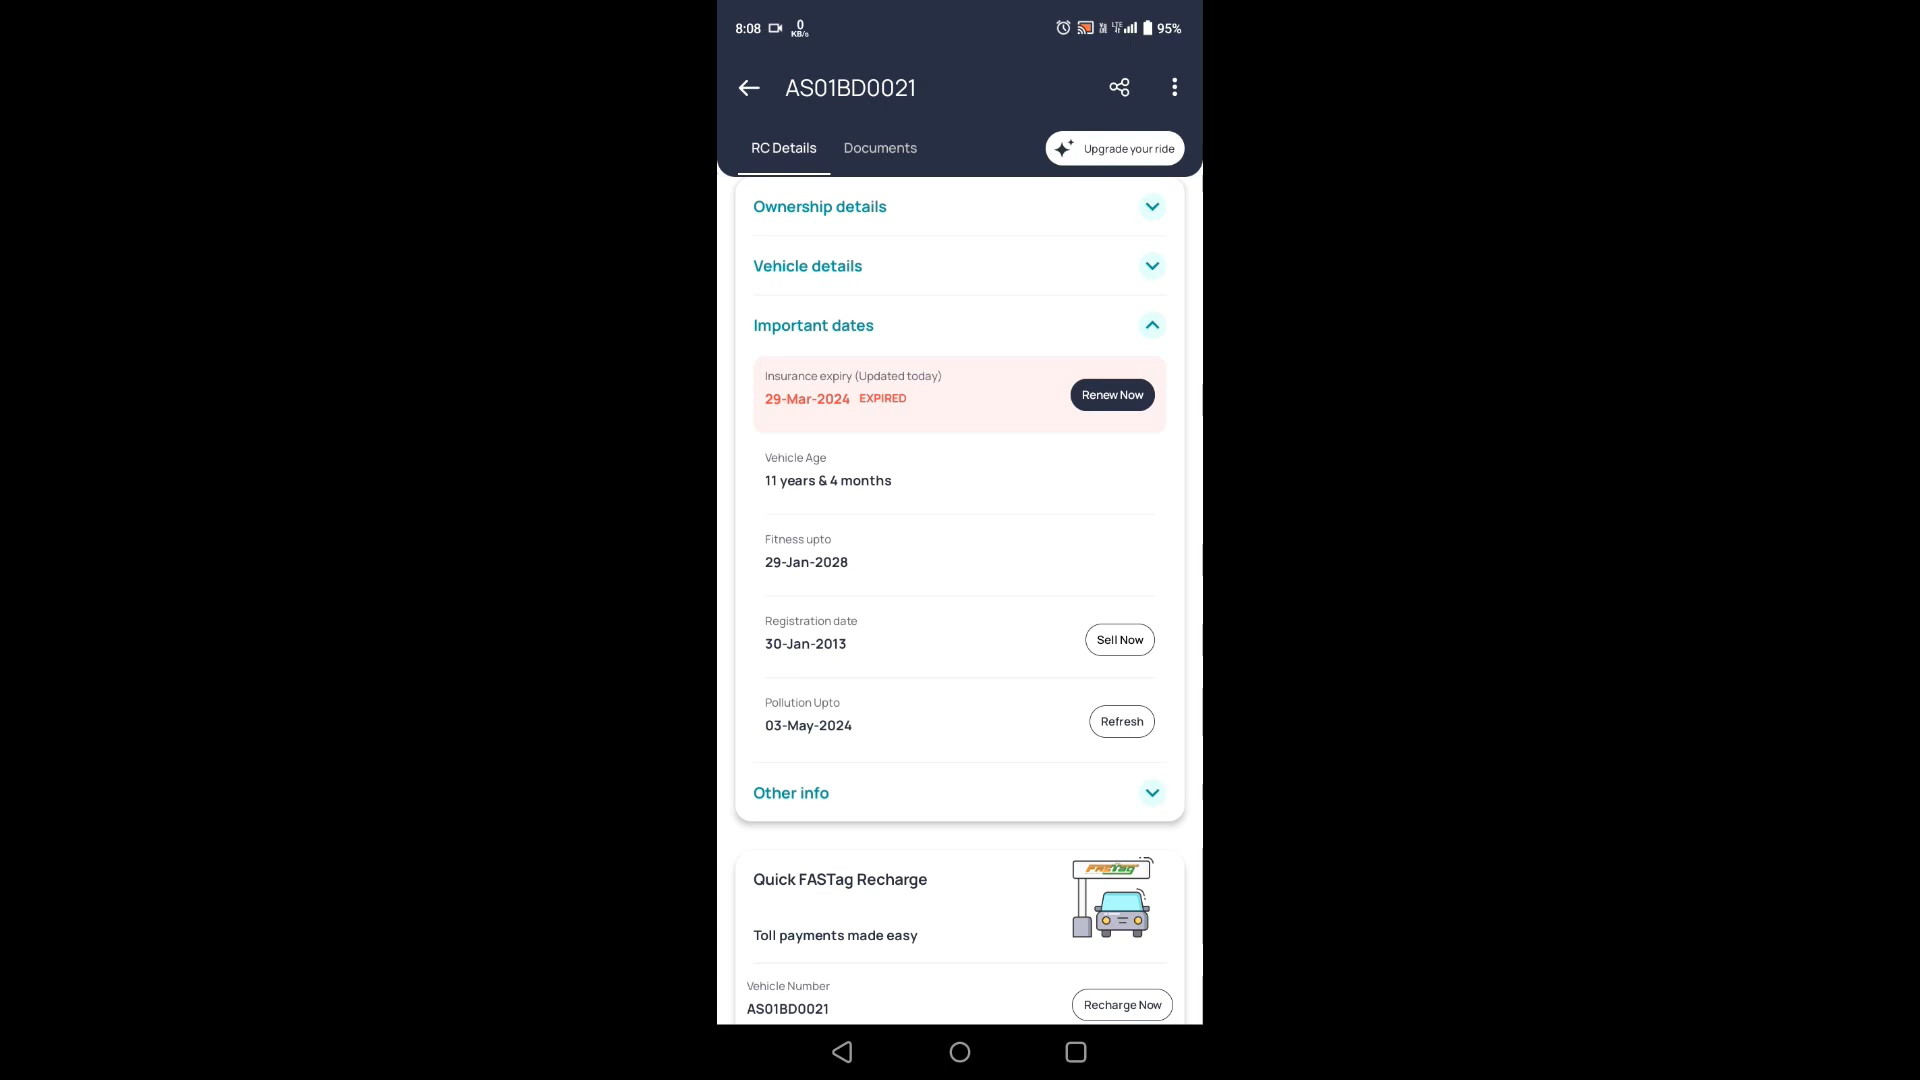 8:08 0 KB/s LTE 95%
AS01BD0021
RC Details Documents Upgrade your ride
Ownership details
Vehicle details
Important dates
Insurance expiry (Updated today)
29-Mar-2024 EXPIRED
Renew Now
Vehicle Age
11 years & 4 months
Fitness upto
29-Jan-2028
Registration date
30-Jan-2013
Sell Now
Pollution Upto
03-May-2024
Refresh
Other info
FASTag
Quick FASTag Recharge
Toll payments made easy
Vehicle Number
AS01BD0021
Recharge Now